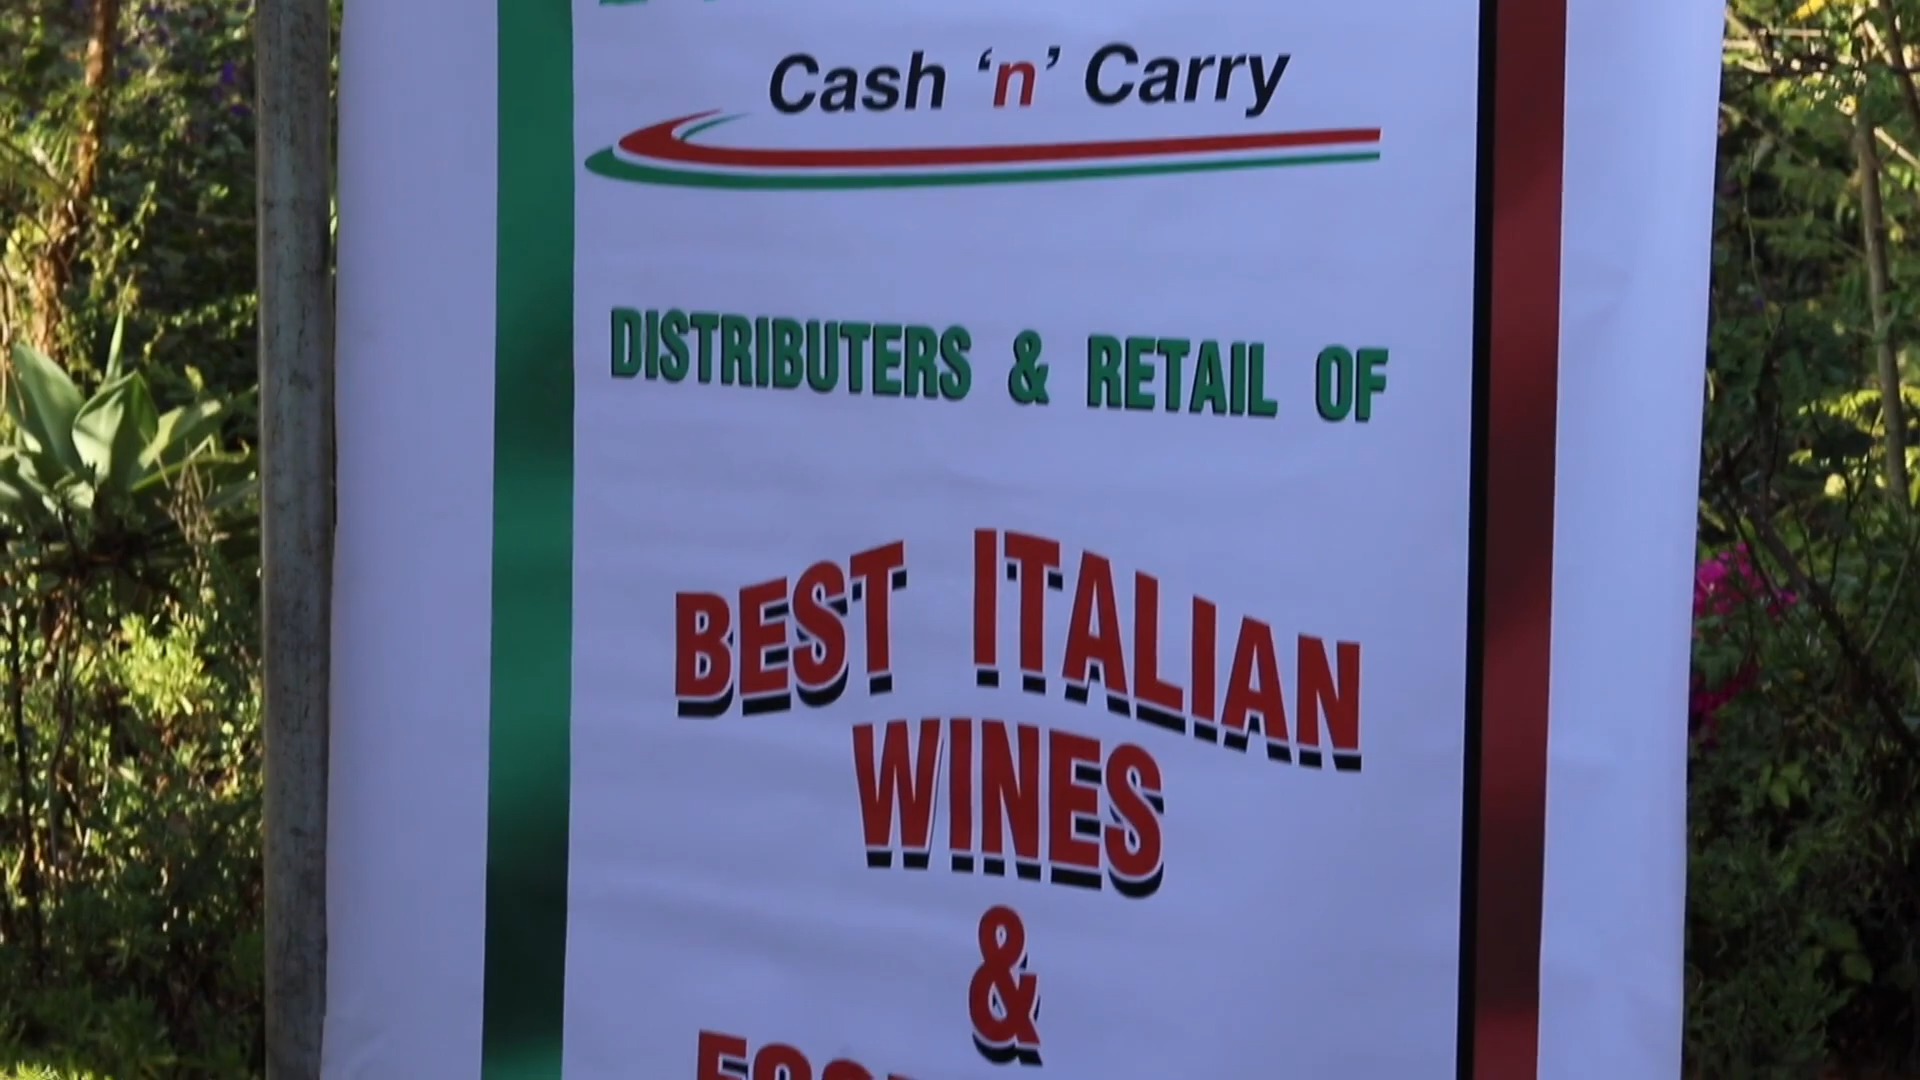 Cash ‘n’ Carry
DISTRIBUTERS & RETAIL OF
BEST ITALIAN
WINES
&